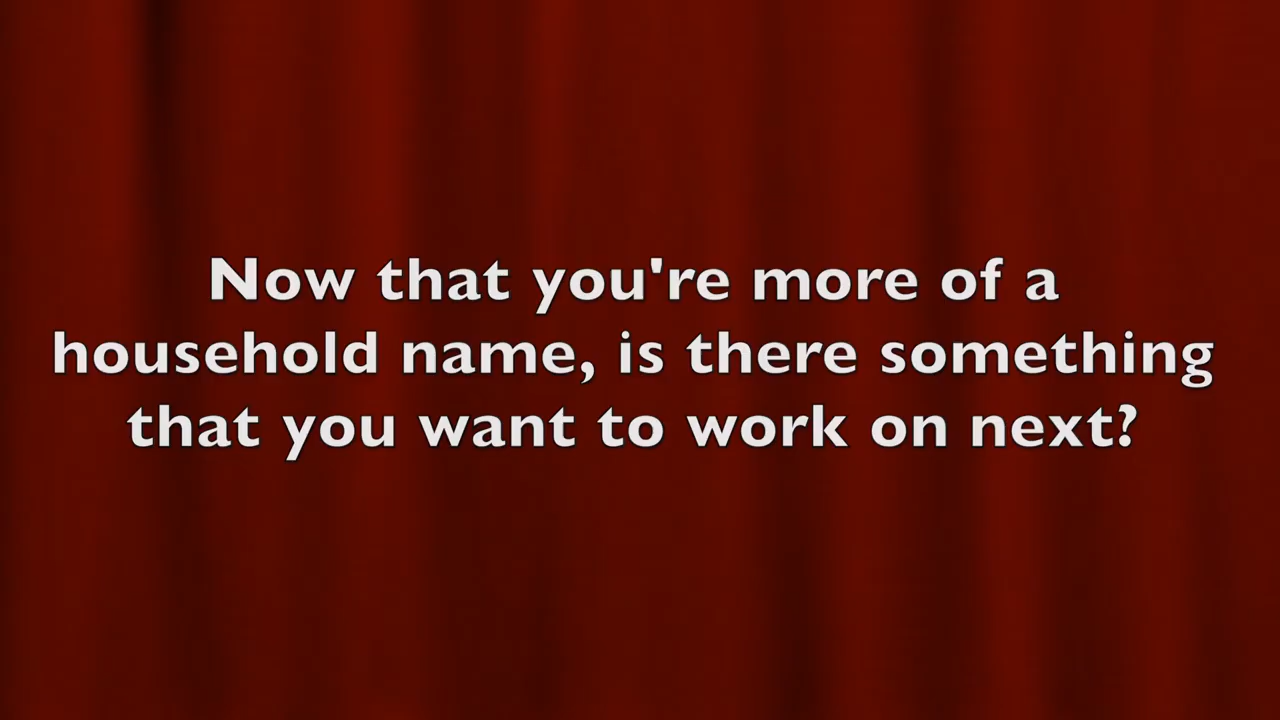 Now that you're more of a
household name, is there something
that you want to work on next?